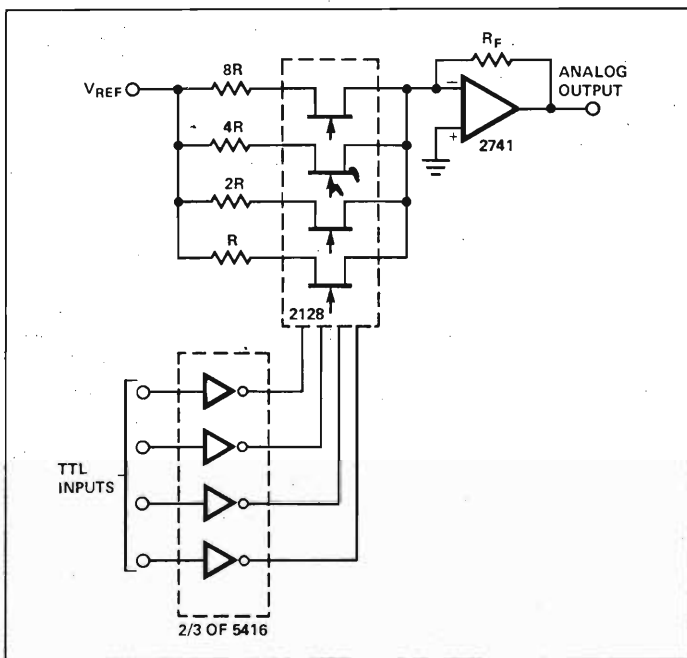 8R
R_F
V_REF
ANALOG
OUTPUT
−
+
2741
4R
2R
R
2128
TTL
INPUTS
2/3 OF 5416